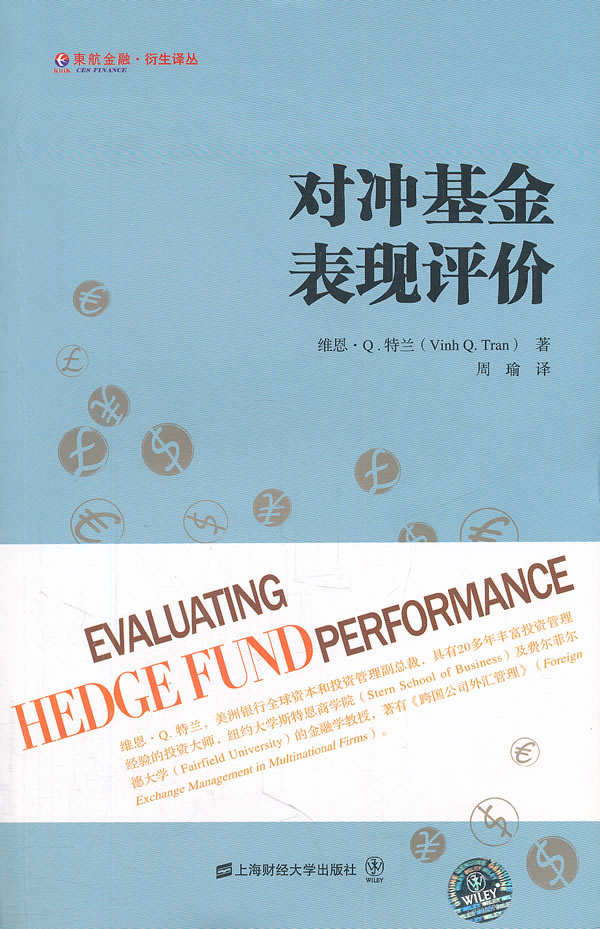 東航金融·衍生译丛
KIIIK CES FINANCE
对冲基金
表现评价
维恩·Q.特兰（Vinh Q. Tran） 著
周 瑜 译
EVALUATING
HEDGE FUND PERFORMANCE
维恩·Q. 特兰，美洲银行全球资本和投资管理副总裁，具有20多年丰富投资管理
经验的投资大师，纽约大学斯特恩商学院（Stern School of Business）及费尔菲尔
德大学（Fairfield University）的金融学教授，著有《跨国公司外汇管理》（Foreign
Exchange Management in Multinational Firms）。
上海财经大学出版社
WILEY
WILEY